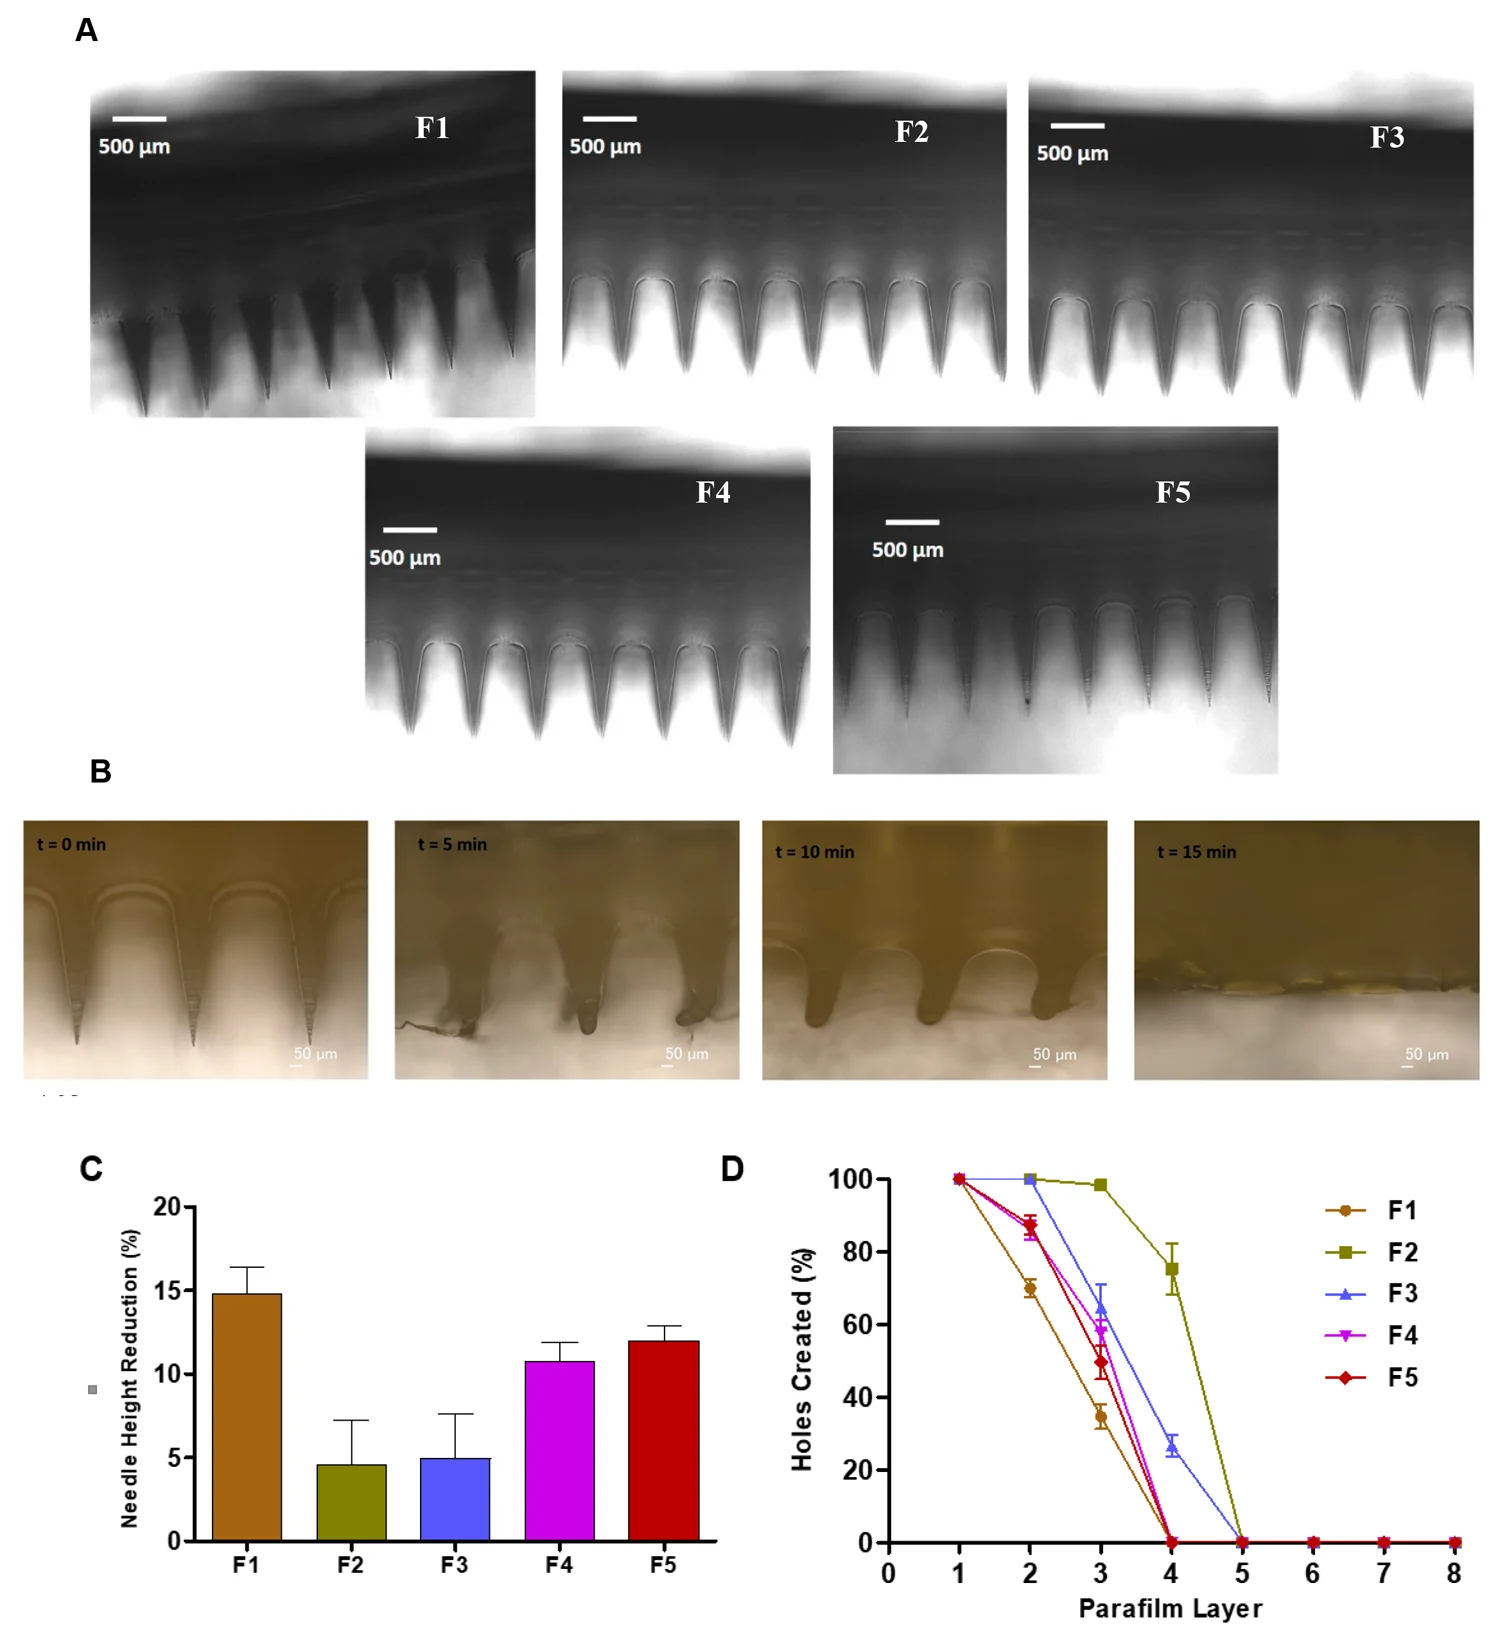 A
500 µm
F1
500 µm
F2
500 µm
F3
500 µm
F4
500 µm
F5
B
t = 0 min
50 µm
t = 5 min
50 µm
t = 10 min
50 µm
t = 15 min
50 µm
C
Needle Height Reduction (%)
20
15
10
5
0
F1 F2 F3 F4 F5
D
Holes Created (%)
100
80
60
40
20
0
0 1 2 3 4 5 6 7 8
Parafilm Layer
F1
F2
F3
F4
F5